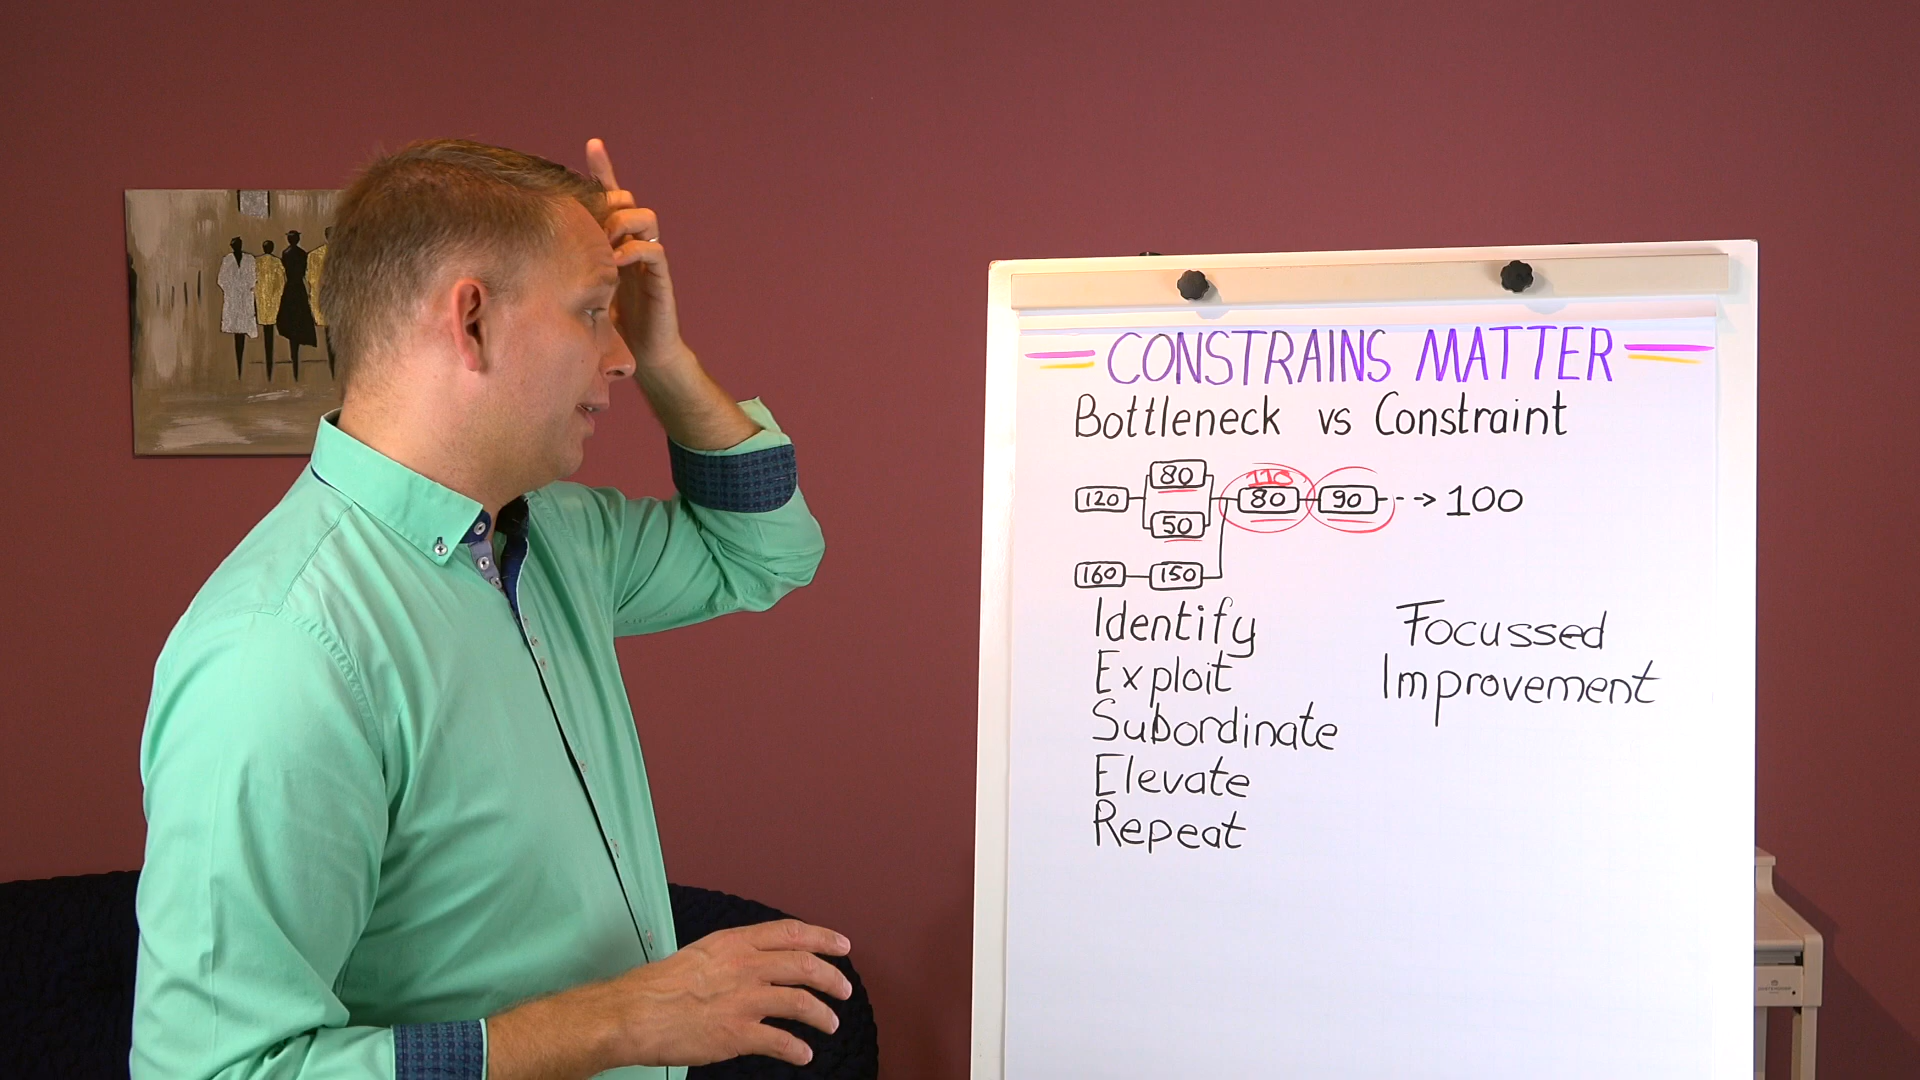 CONSTRAINS MATTER
Bottleneck vs Constraint
110
80
120
80
90
100
50
160
150
Identify
Exploit
Subordinate
Elevate
Repeat
Focussed
Improvement